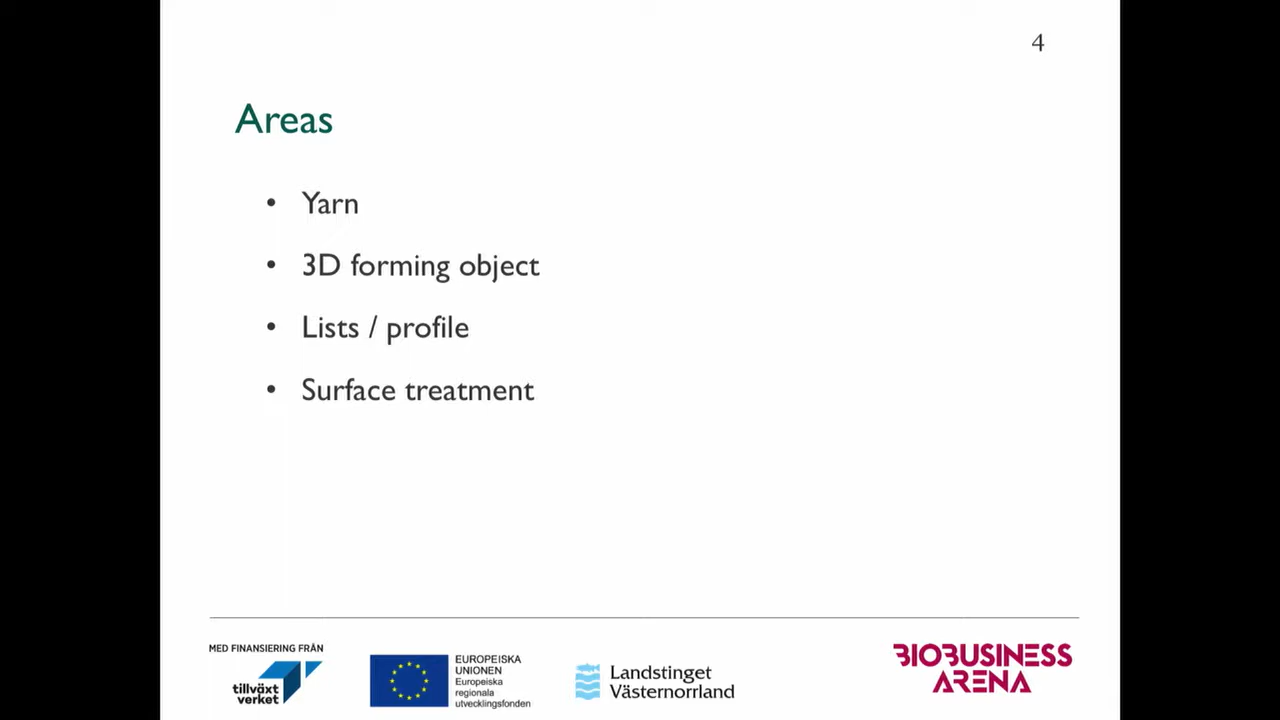 4
Areas
• Yarn
• 3D forming object
• Lists / profile
• Surface treatment
MED FINANSIERING FRÅN
tillväxt
verket
EUROPEISKA
UNIONEN
Europeiska
regionala
utvecklingsfonden
Landstinget
Västernorrland
BIOBUSINESS
ARENA